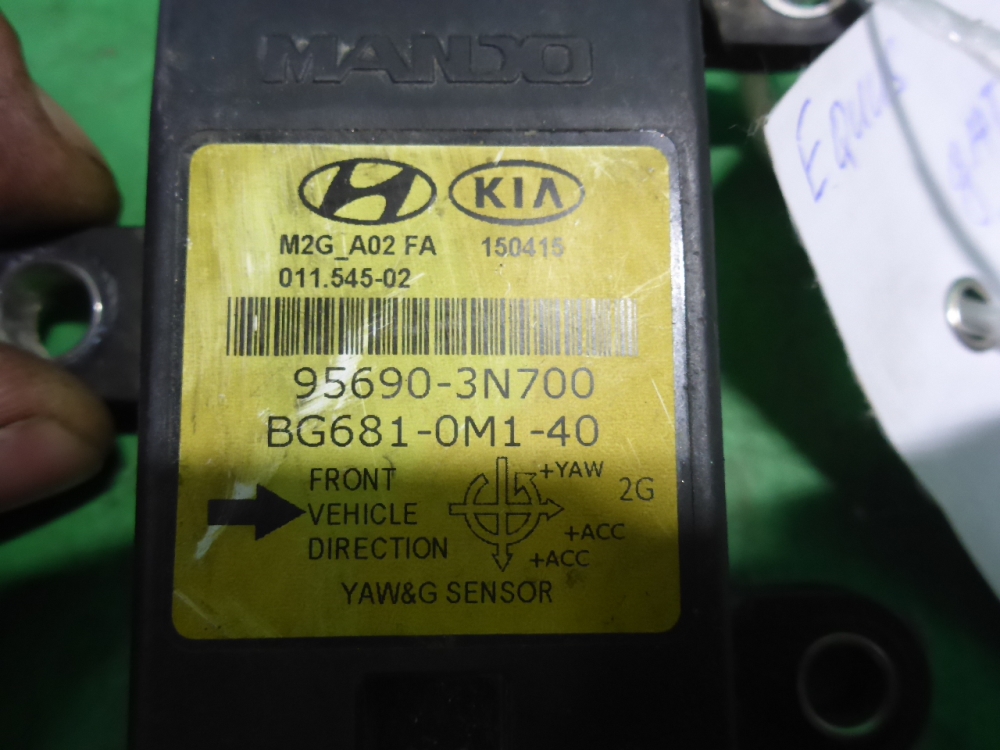 MANDO
KIA
M2G_A02 FA 150415
011.545-02
95690-3N700
BG681-0M1-40
FRONT
VEHICLE
DIRECTION
+YAW
2G
+ACC
+ACC
YAW&G SENSOR
Equus